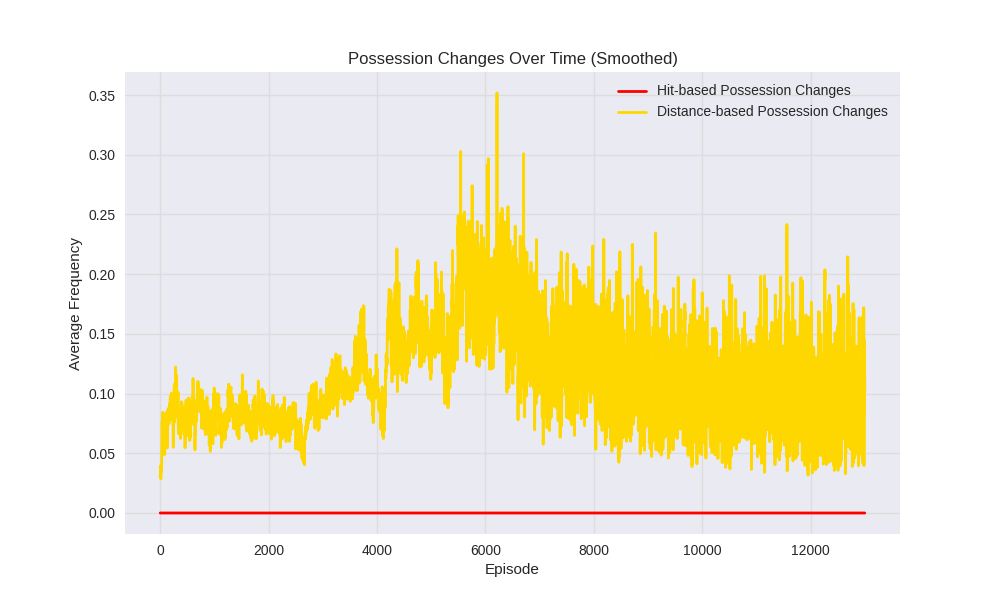 Possession Changes Over Time (Smoothed)
Hit-based Possession Changes
Distance-based Possession Changes
Average Frequency
0.35
0.30
0.25
0.20
0.15
0.10
0.05
0.00
0 2000 4000 6000 8000 10000 12000
Episode